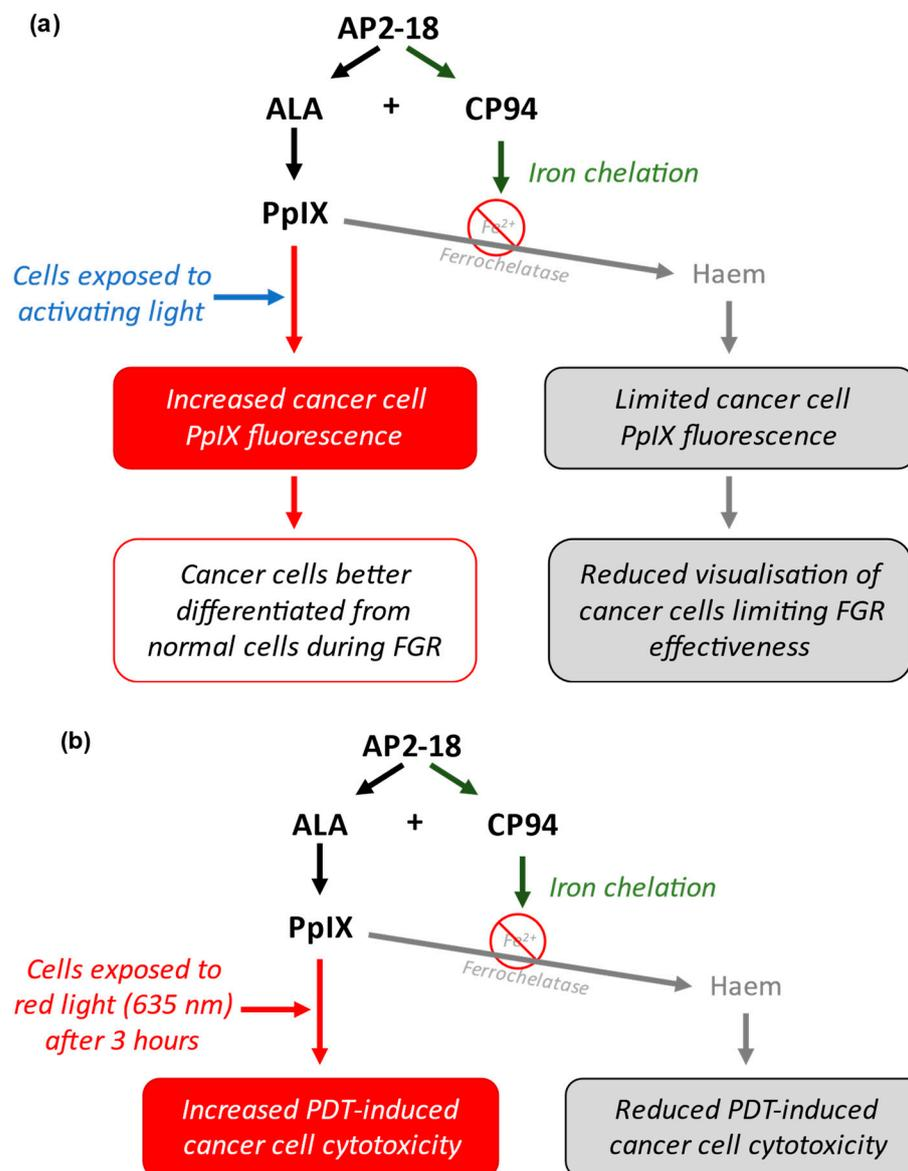 (a)
AP2-18
ALA + CP94
Iron chelation
PpIX
Fe²⁺
Ferrochelatase
Haem
Cells exposed to
activating light
Increased cancer cell
PpIX fluorescence
Limited cancer cell
PpIX fluorescence
Cancer cells better
differentiated from
normal cells during FGR
Reduced visualisation of
cancer cells limiting FGR
effectiveness
(b)
AP2-18
ALA + CP94
Iron chelation
PpIX
Fe²⁺
Ferrochelatase
Haem
Cells exposed to
red light (635 nm)
after 3 hours
Increased PDT-induced
cancer cell cytotoxicity
Reduced PDT-induced
cancer cell cytotoxicity